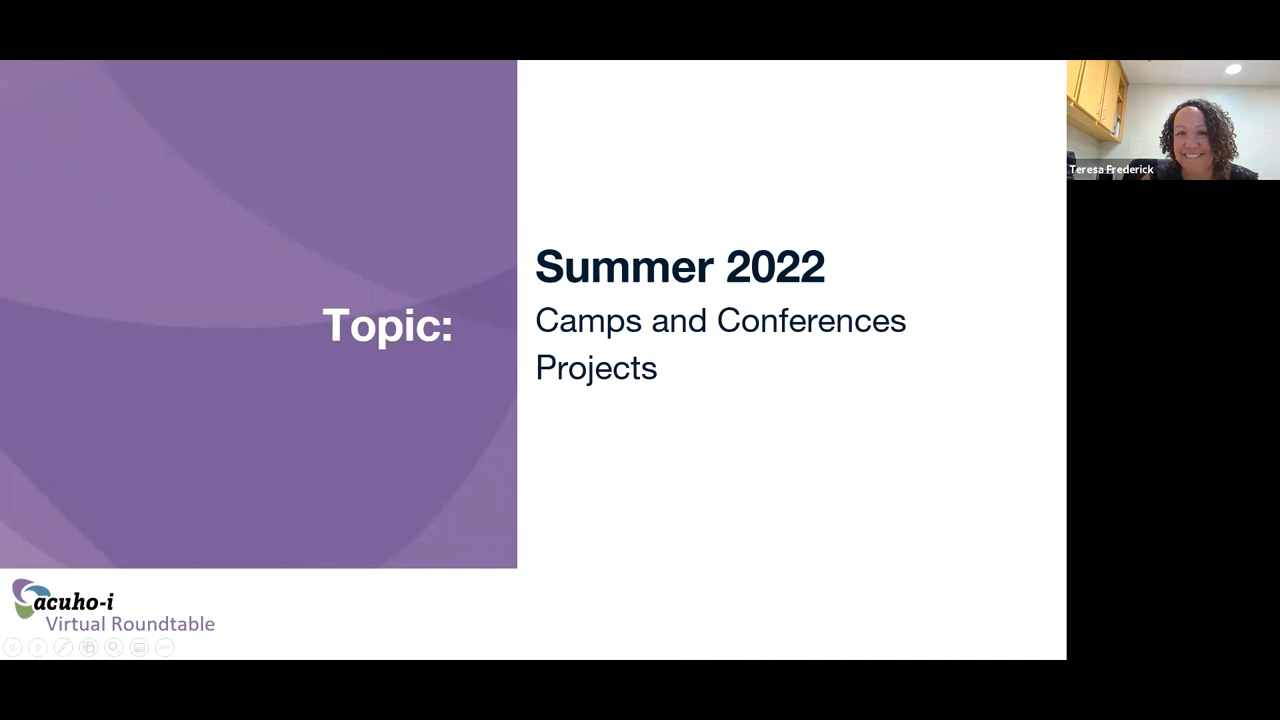 Topic:
Summer 2022
Camps and Conferences
Projects
Teresa Frederick
acuho-i
Virtual Roundtable